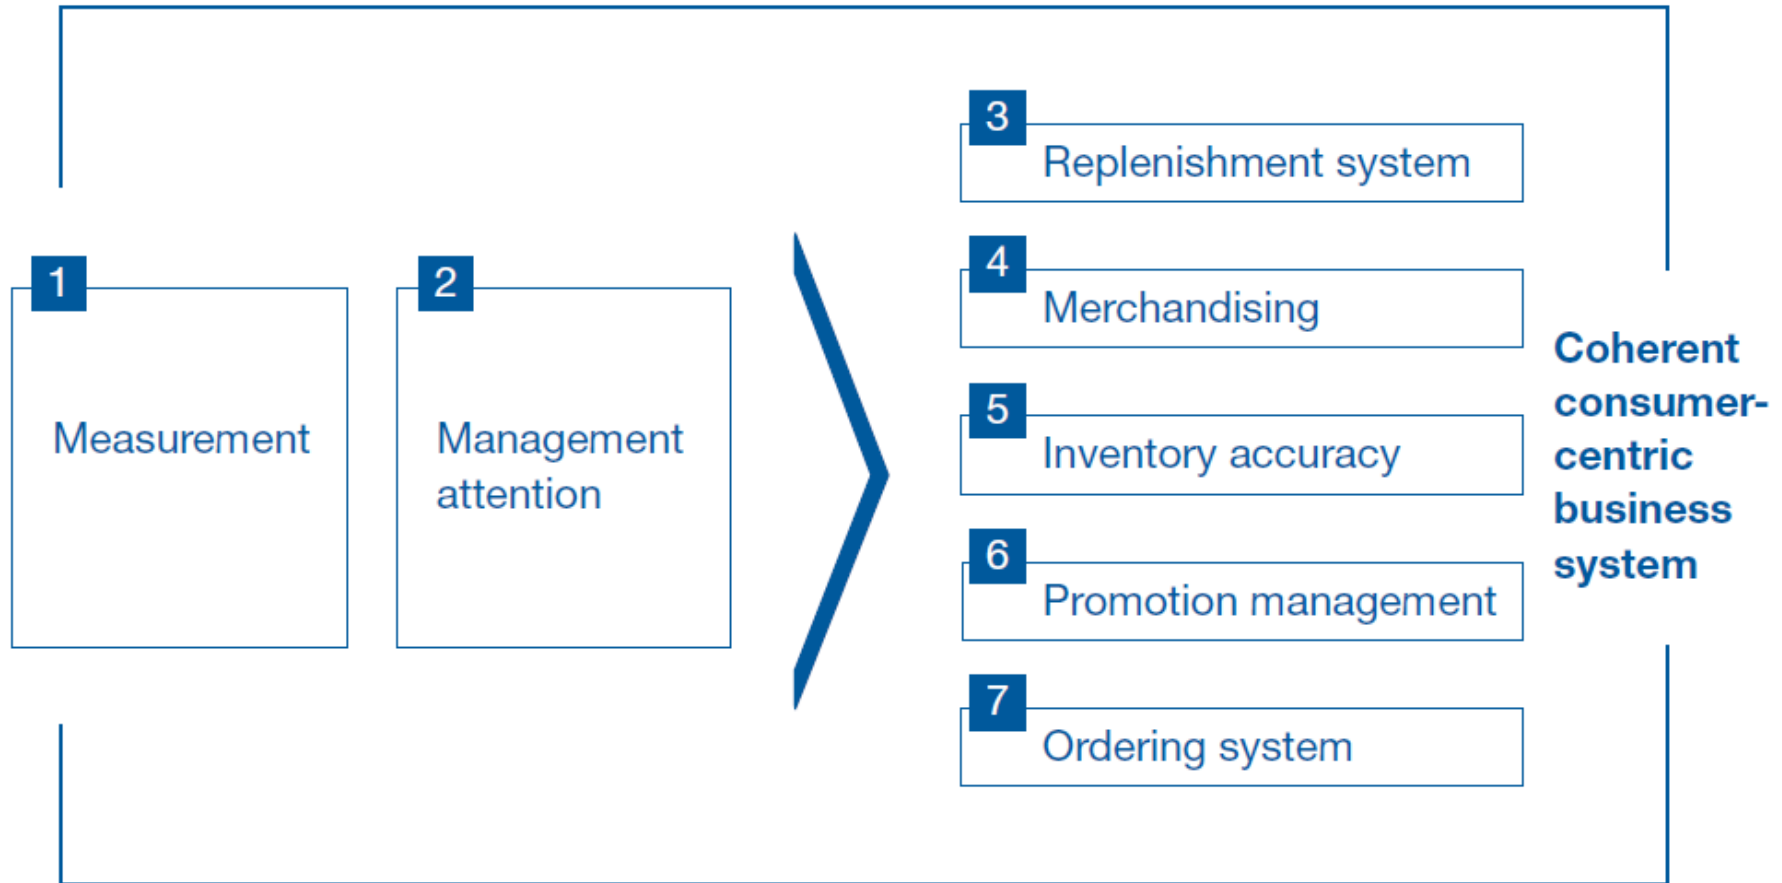 1
Measurement
2
Management
attention
3
Replenishment system
4
Merchandising
5
Inventory accuracy
6
Promotion management
7
Ordering system
Coherent
consumer-
centric
business
system